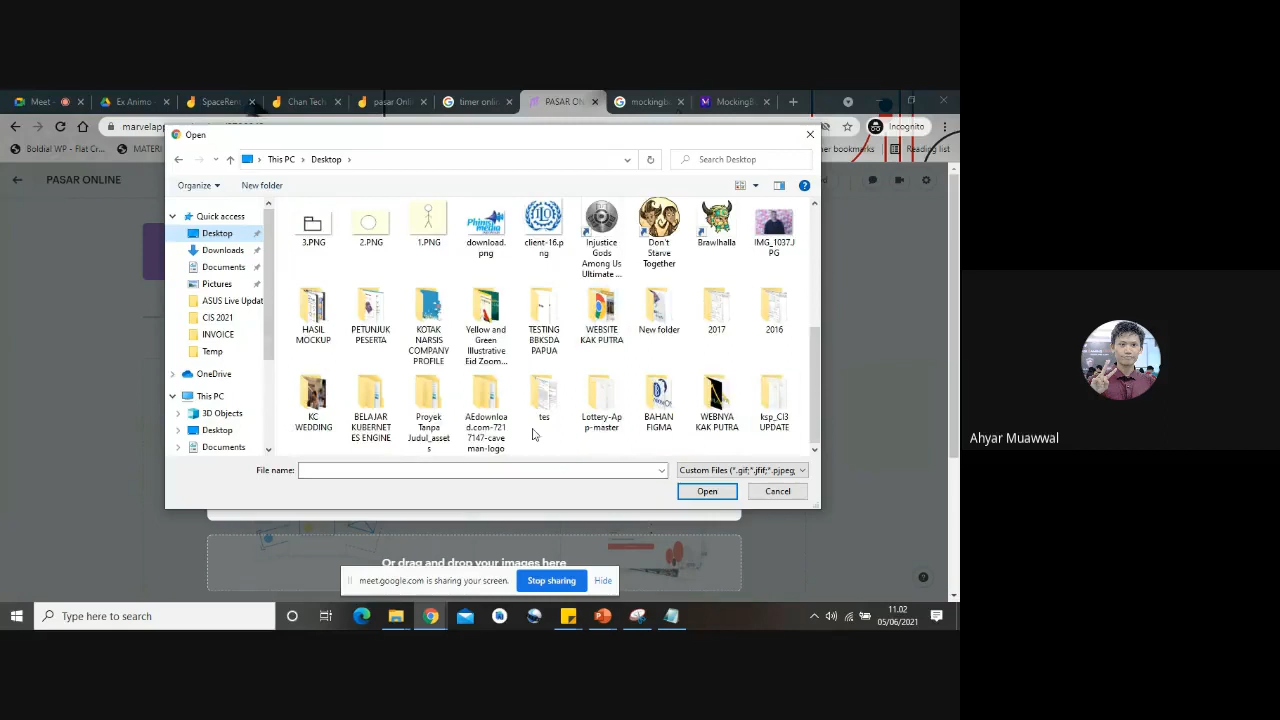 Meet -
Ex Animo
SpaceRen
Chan Tech
pasar Onl
timer onlin
PASAR ON
mockingb
MockingB
marvelapp
Incognito
Boldial WP - Flat Cr...
MATERI
her bookmarks
Reading list
PASAR ONLINE
Open
This PC
Desktop
Search Desktop
Organize
New folder
Quick access
Desktop
Downloads
Documents
Pictures
ASUS Live Updat
CIS 2021
INVOICE
Temp
OneDrive
This PC
3D Objects
Desktop
Documents
3.PNG
2.PNG
1.PNG
download.
png
client-16.p
ng
Injustice
Gods
Among Us
Ultimate ...
Don't
Starve
Together
Brawlhalla
IMG_1037.J
PG
HASIL
MOCKUP
PETUNJUK
PESERTA
KOTAK
NARSIS
COMPANY
PROFILE
Yellow and
Green
Illustrative
Eid Zoom...
TESTING
BBKSDA
PAPUA
WEBSITE
KAK PUTRA
New folder
2017
2016
KC
WEDDING
BELAJAR
KUBERNET
ES ENGINE
Proyek
Tanpa
Judul_asset
s
AEdownloa
d.com-721
7147-cave
man-logo
tes
Lottery-Ap
p-master
BAHAN
FIGMA
WEBNYA
KAK PUTRA
ksp_CI3
UPDATE
File name:
Custom Files (*.gif;*.jfif;*.pjpeg;
Open
Cancel
Or drag and drop your images here
meet.google.com is sharing your screen.
Stop sharing
Hide
Type here to search
11.02
05/06/2021
Ahyar Muawwal